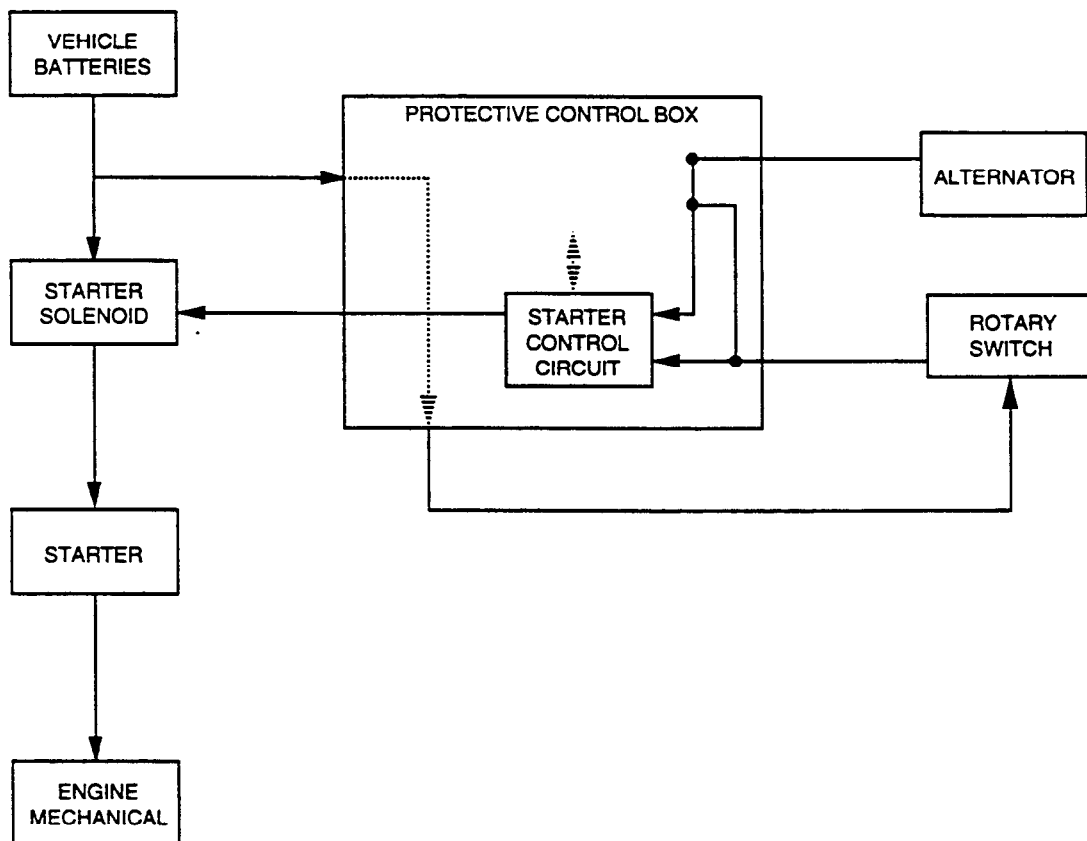 VEHICLE
BATTERIES
PROTECTIVE CONTROL BOX
ALTERNATOR
STARTER
SOLENOID
STARTER
CONTROL
CIRCUIT
ROTARY
SWITCH
STARTER
ENGINE
MECHANICAL